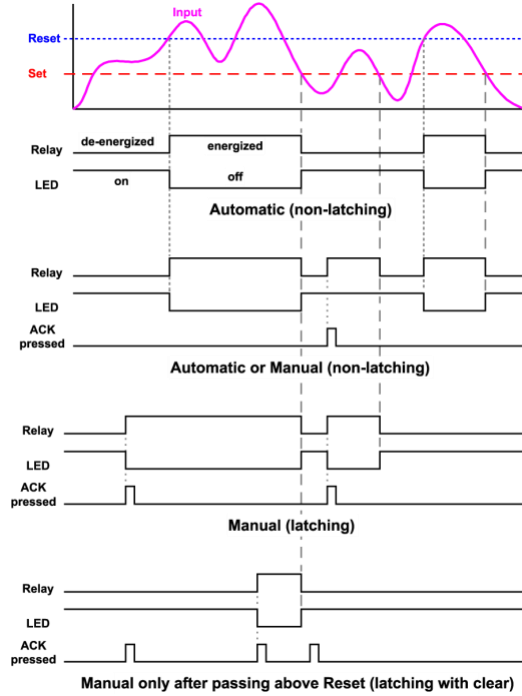 Input
Reset
Set
de-energized energized
Relay
on off
LED
Automatic (non-latching)
Relay
LED
ACK
pressed
Automatic or Manual (non-latching)
Relay
LED
ACK
pressed
Manual (latching)
Relay
LED
ACK
pressed
Manual only after passing above Reset (latching with clear)